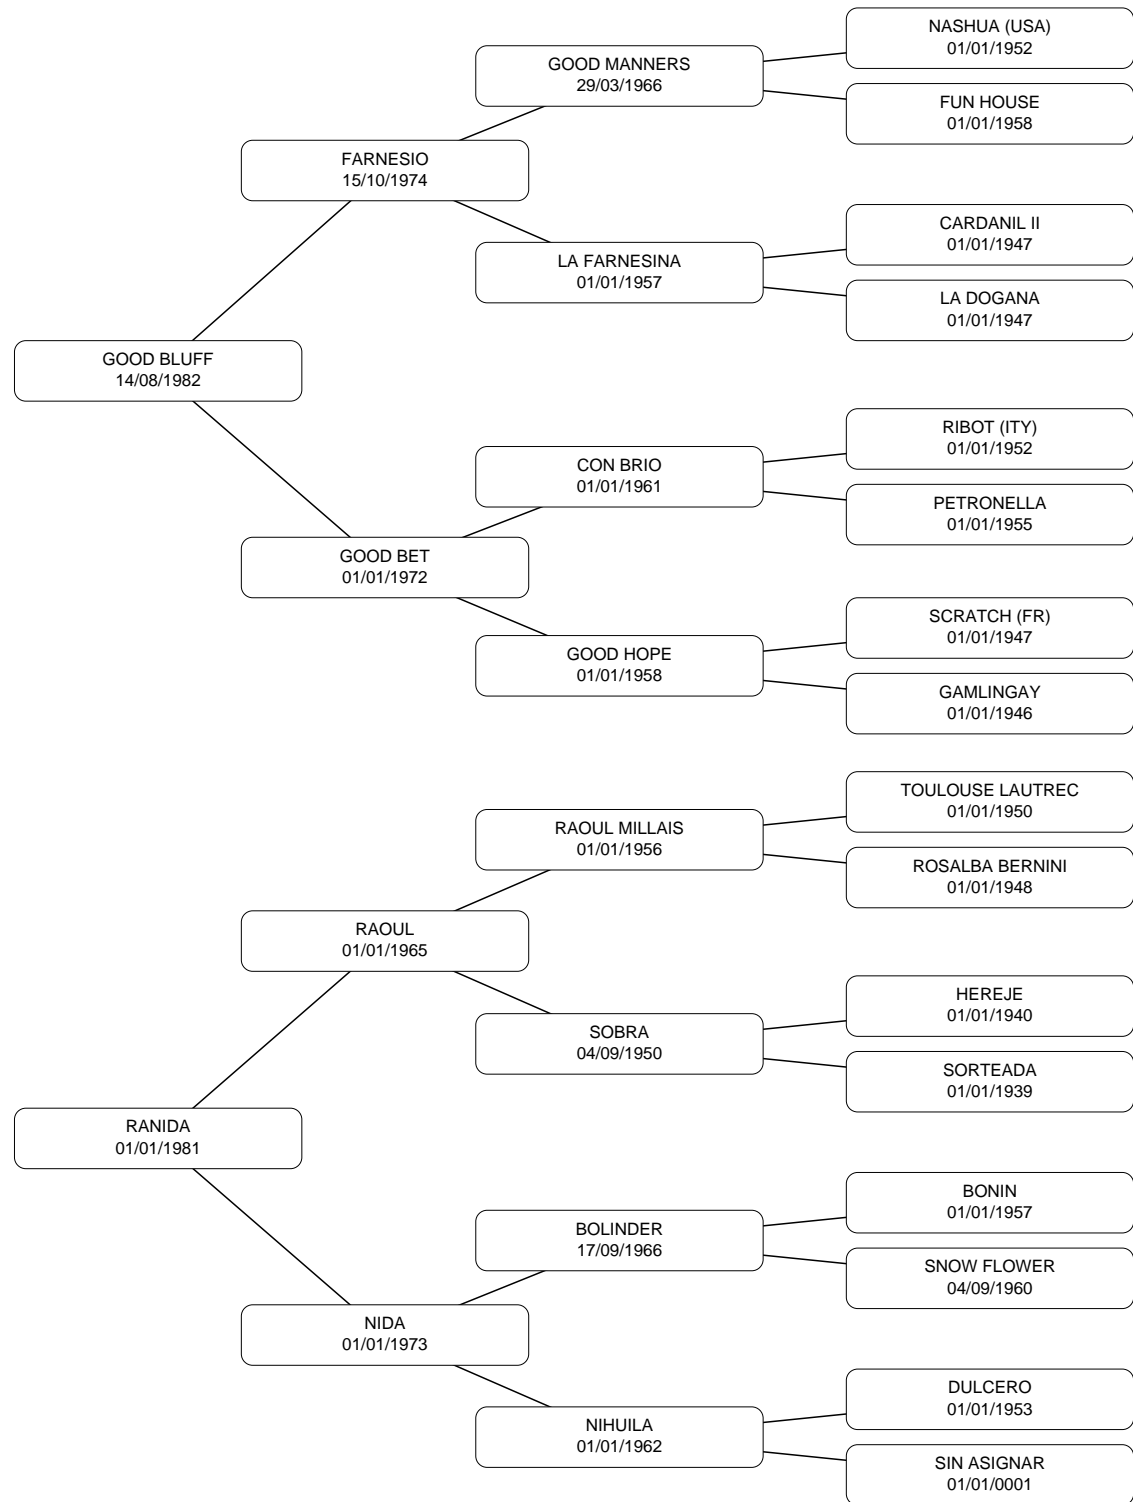 NASHUA (USA)
01/01/1952
GOOD MANNERS
29/03/1966
FUN HOUSE
01/01/1958
FARNESIO
15/10/1974
CARDANIL II
01/01/1947
LA FARNESINA
01/01/1957
LA DOGANA
01/01/1947
GOOD BLUFF
14/08/1982
RIBOT (ITY)
01/01/1952
CON BRIO
01/01/1961
PETRONELLA
01/01/1955
GOOD BET
01/01/1972
SCRATCH (FR)
01/01/1947
GOOD HOPE
01/01/1958
GAMLINGAY
01/01/1946
TOULOUSE LAUTREC
01/01/1950
RAOUL MILLAIS
01/01/1956
ROSALBA BERNINI
01/01/1948
RAOUL
01/01/1965
HEREJE
01/01/1940
SOBRA
04/09/1950
SORTEADA
01/01/1939
RANIDA
01/01/1981
BONIN
01/01/1957
BOLINDER
17/09/1966
SNOW FLOWER
04/09/1960
NIDA
01/01/1973
DULCERO
01/01/1953
NIHUILA
01/01/1962
SIN ASIGNAR
01/01/0001